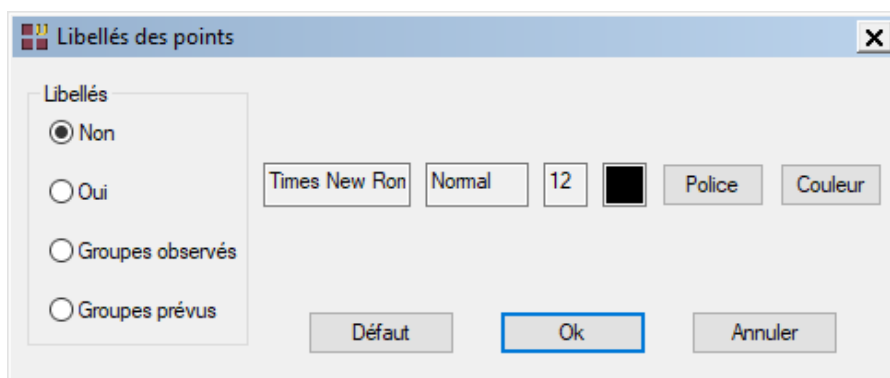 Libellés des points
Libellés
Non
Oui
Groupes observés
Groupes prévus
Times New Ron
Normal
12
Police
Couleur
Défaut
Ok
Annuler